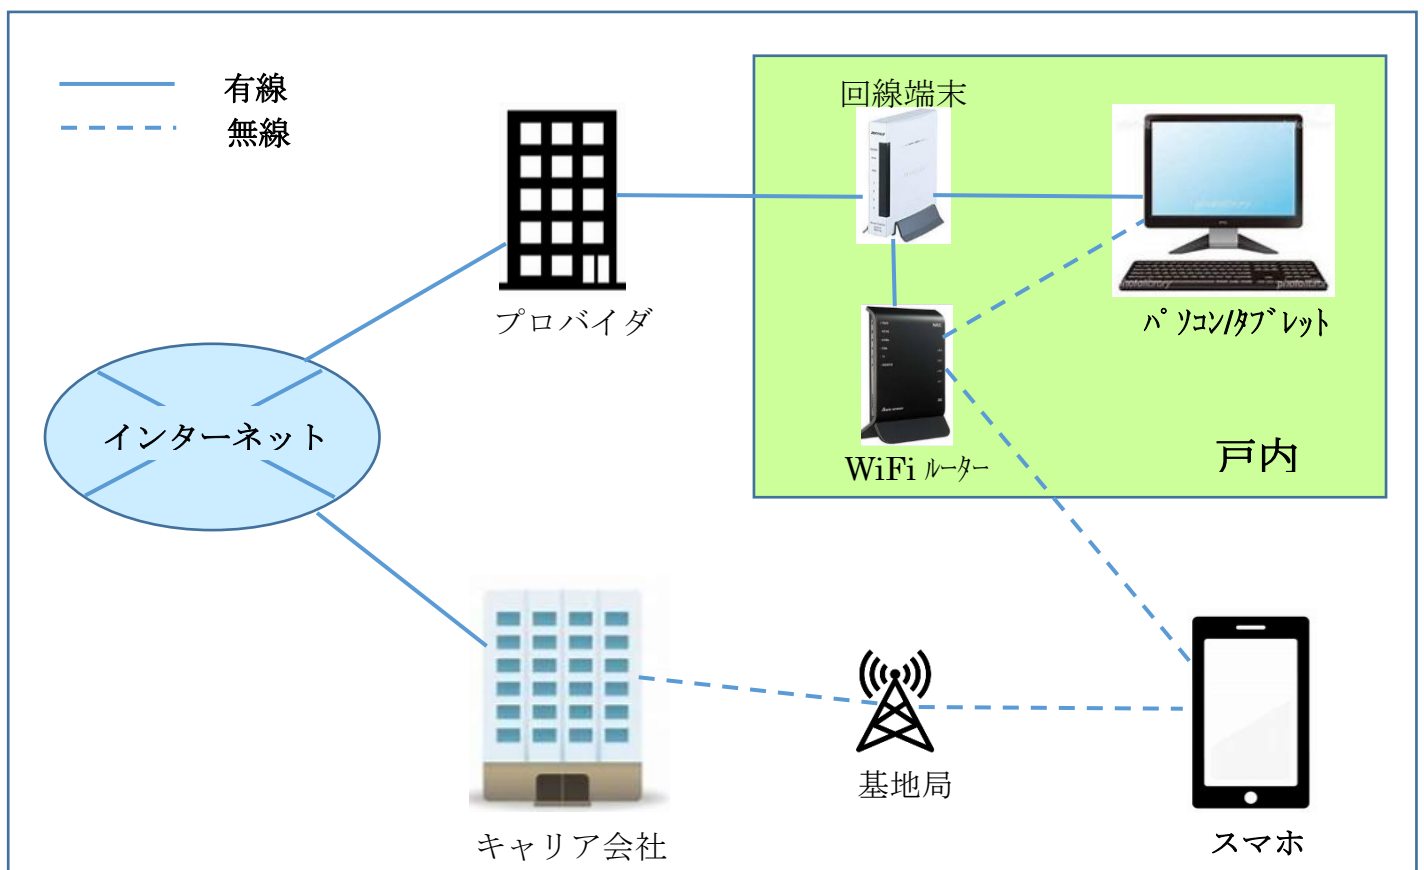 有線
無線
回線端末
プロバイダ
photolibrary
photolibrary
パソコン/タブレット
インターネット
WiFi ルーター
戸内
基地局
キャリア会社
スマホ